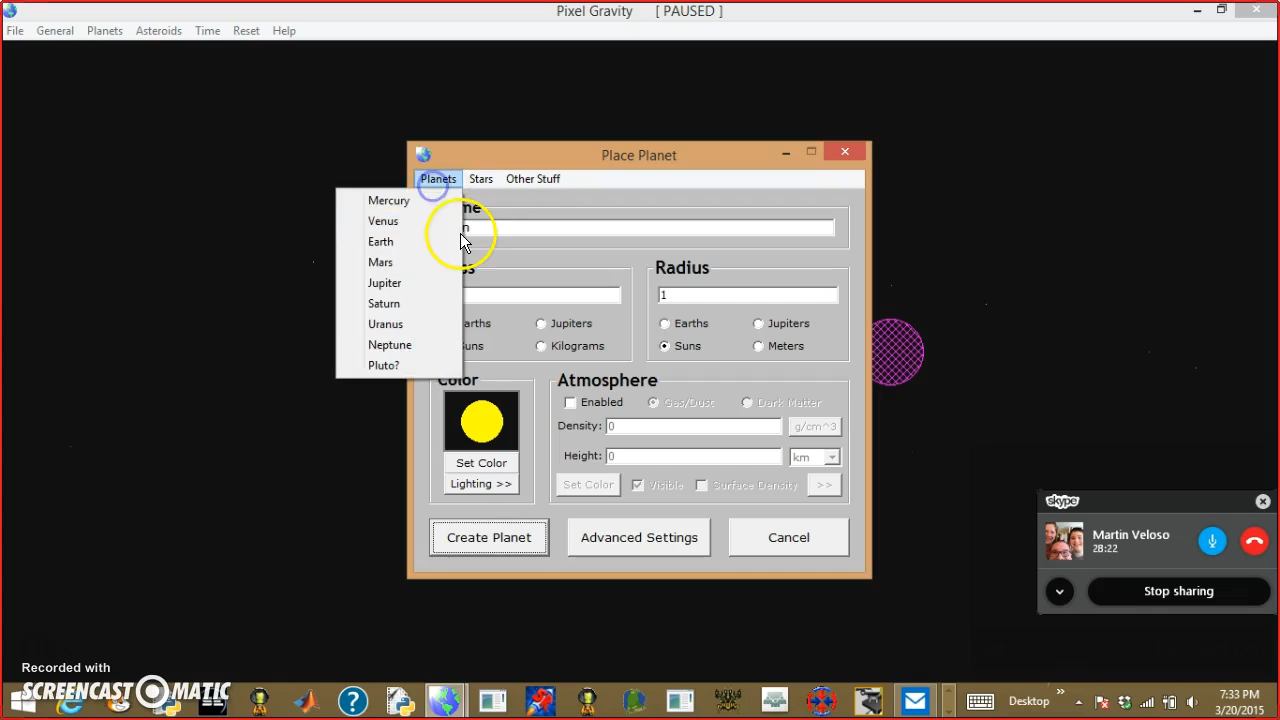 Pixel Gravity [ PAUSED ]
File General Planets Asteroids Time Reset Help
Place Planet
Planets Stars Other Stuff
Mercury
Venus
Earth
Mars
Jupiter
Saturn
Uranus
Neptune
Pluto?
me
n
ss
arths Jupiters
uns Kilograms
Radius
1
Earths Jupiters
Suns Meters
Color
Set Color
Lighting >>
Atmosphere
Enabled Gas/Dust Dark Matter
Density: 0 g/cm^3
Height: 0 km
Set Color Visible Surface Density >>
Create Planet Advanced Settings Cancel
skype
Martin Veloso
28:22
Stop sharing
Recorded with
SCREENCAST MATIC
Desktop »
7:33 PM
3/20/2015